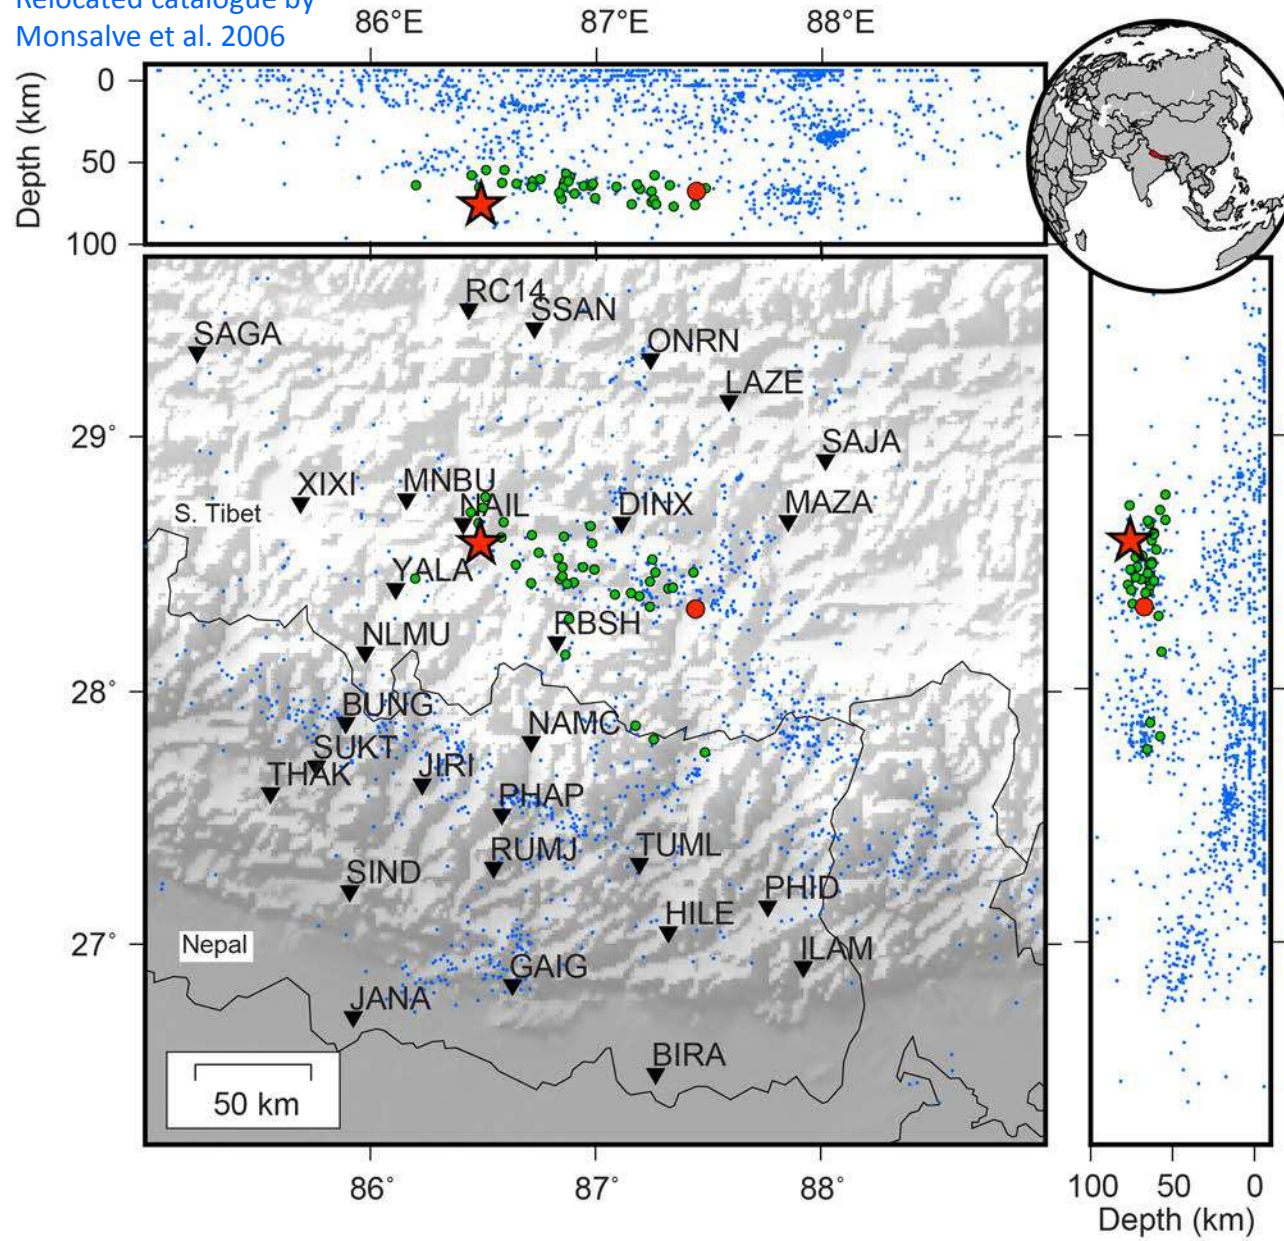 Relocated catalogue by
Monsalve et al. 2006
86°E 87°E 88°E
Depth (km)
0
50
100
RC14
SSAN
SAGA
ONRN
LAZE
29°
SAJA
XIXI
MNBU
NAIL
DINX
MAZA
S. Tibet
YALA
RBSH
NLMU
28°
BUNG
NAMC
SUKT
JIRI
THAK
PHAP
RUMJ
TUML
SIND
PHID
HILE
27°
Nepal
ILAM
GAIG
JANA
BIRA
50 km
86° 87° 88°
100 50 0
Depth (km)